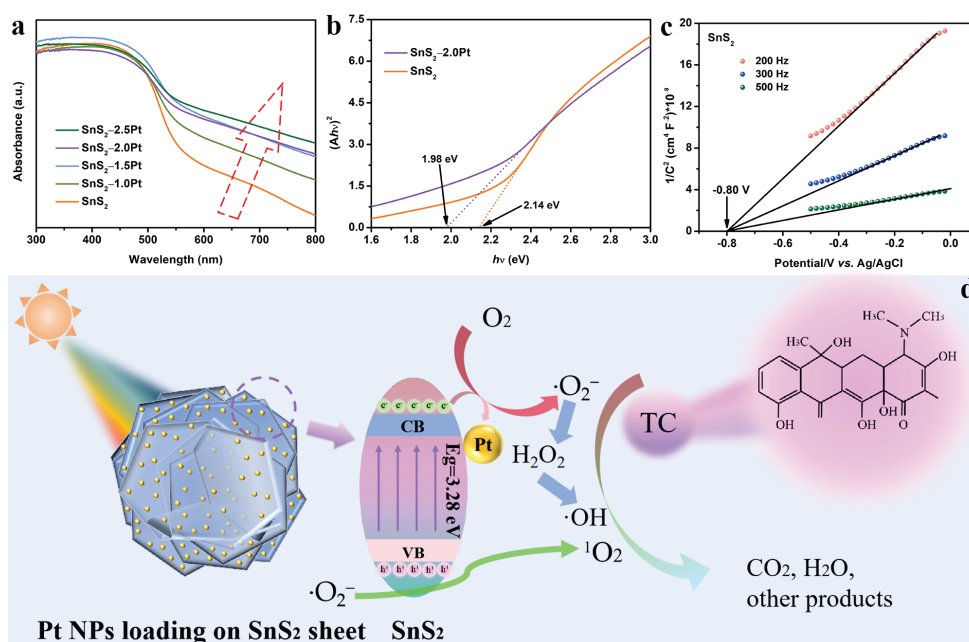 a
Absorbance (a.u.)
SnS2–2.5Pt
SnS2–2.0Pt
SnS2–1.5Pt
SnS2–1.0Pt
SnS2
300 400 500 600 700 800
Wavelength (nm)
b
(Ahν)2
7.5
6.0
4.5
3.0
1.5
0.0
SnS2–2.0Pt
SnS2
1.98 eV
2.14 eV
1.6 1.8 2.0 2.2 2.4 2.6 2.8 3.0
hν (eV)
c
1/C2 (cm4 F-2)*10-8
20
16
12
8
4
0
SnS2
200 Hz
300 Hz
500 Hz
-0.80 V
-0.8 -0.6 -0.4 -0.2 0.0
Potential/V vs. Ag/AgCl
d
O2
e- e- e- e- e-
CB
Pt
Eg=3.28 eV
VB
h+ h+ h+ h+ h+
·O2−
H2O2
·OH
1O2
·O2−
TC
H3C
N
CH3
H3C
OH
OH
OH
O
OH
OH
O
CO2, H2O,
other products
Pt NPs loading on SnS2 sheet
SnS2